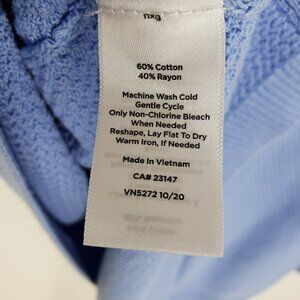 60% Cotton
40% Rayon
Machine Wash Cold
Gentle Cycle
Only Non-Chlorine Bleach
When Needed
Reshape, Lay Flat To Dry
Warm Iron, If Needed
Made In Vietnam
CA# 23147
VN5272 10/20